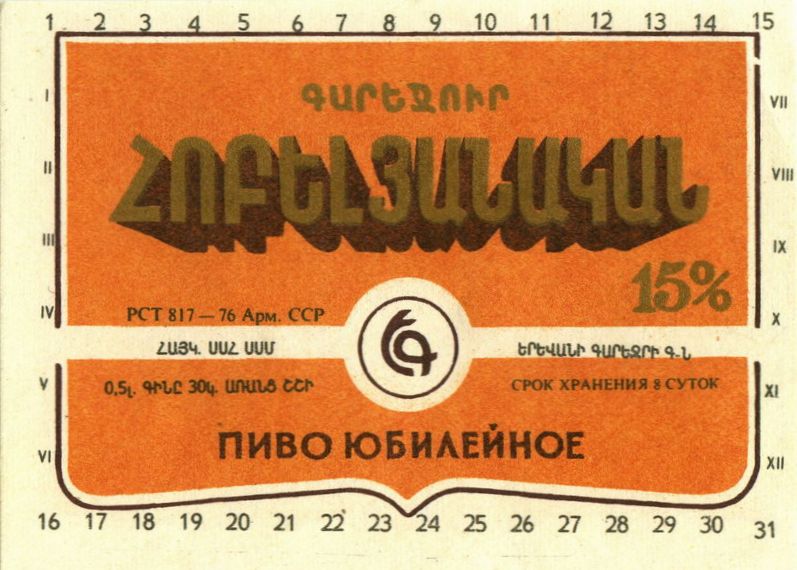 1 2 3 4 5 6 7 8 9 10 11 12 13 14 15
I VII
ԳԱՐԵՋՈՒՐ
II VIII
ՀՈԲԵԼՅԱՆԱԿԱՆ
III IX
15%
IV X
РСТ 817 — 76 Арм. ССР
ՀԱՅԿ. ՍՍՀ ՍՍՄ
ԵՐԵՎԱՆԻ ԳԱՐԵՋՐԻ Գ-Ն
V XI
0,5լ. ԳԻՆԸ 30կ. ԱՌԱՆՑ ՇՇԻ
СРОК ХРАНЕНИЯ 8 СУТОК
ПИВО ЮБИЛЕЙНОЕ
VI XII
16 17 18 19 20 21 22 23 24 25 26 27 28 29 30 31